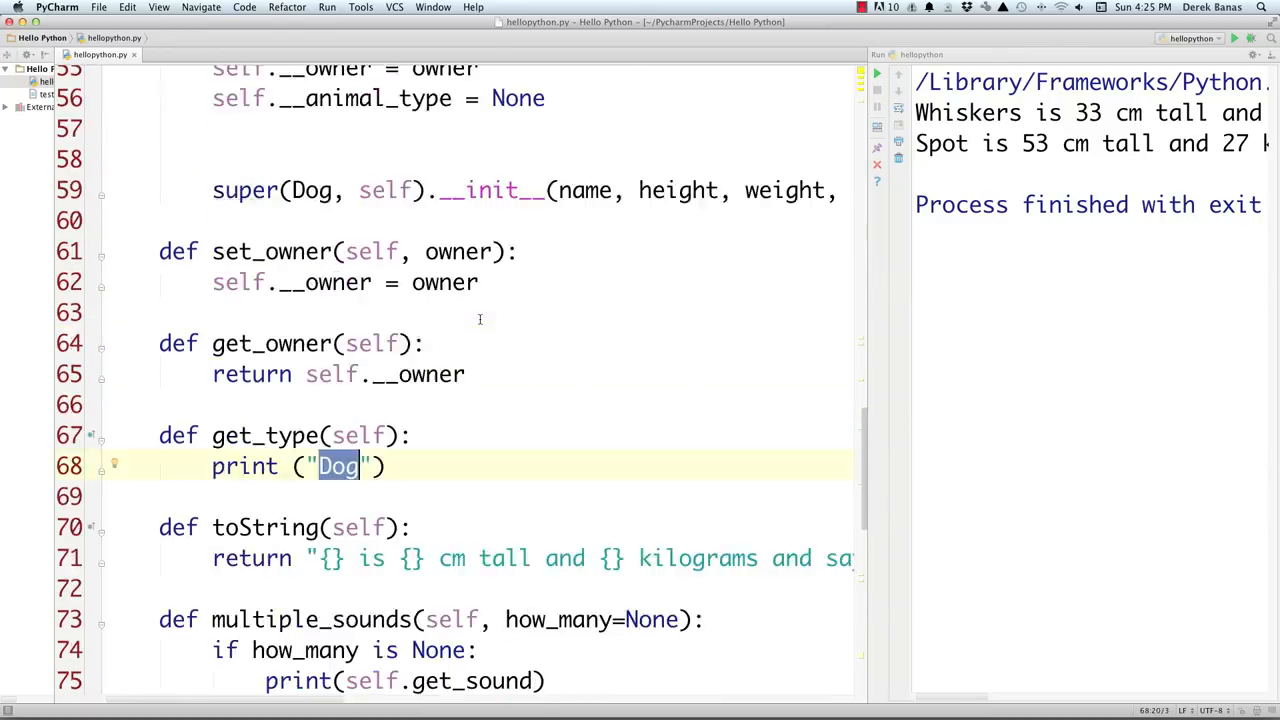 PyCharm File Edit View Navigate Code Refactor Run Tools VCS Window Help 10 Sun 4:25 PM Derek Banas
hellopython.py - Hello Python - [~/PycharmProjects/Hello Python]
Hello Python hellopython.py hellopython
hellopython.py Run hellopython
Hello P
hello
test
Externa
55 self.__owner = owner
56 self.__animal_type = None
57
58
59 super(Dog, self).__init__(name, height, weight,
60
61 def set_owner(self, owner):
62 self.__owner = owner
63
64 def get_owner(self):
65 return self.__owner
66
67 def get_type(self):
68 print ("Dog")
69
70 def toString(self):
71 return "{} is {} cm tall and {} kilograms and say
72
73 def multiple_sounds(self, how_many=None):
74 if how_many is None:
75 print(self.get_sound)
/Library/Frameworks/Python.
Whiskers is 33 cm tall and
Spot is 53 cm tall and 27 k
Process finished with exit
68:20/3 LF UTF-8